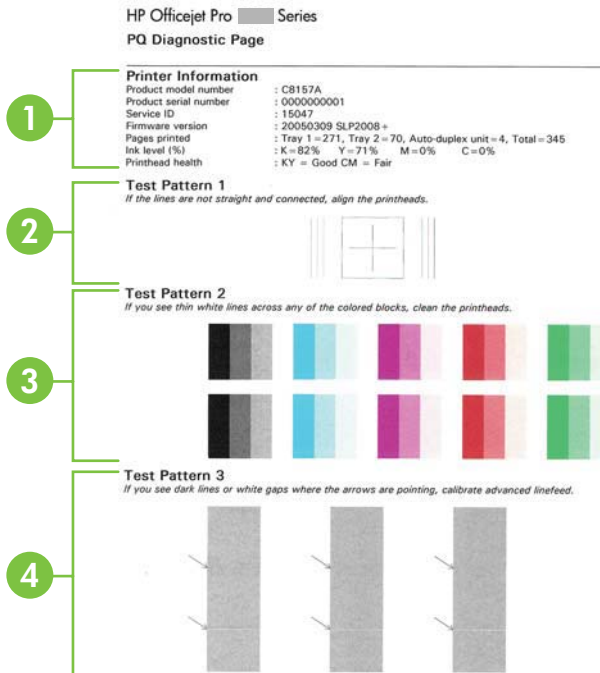 HP Officejet Pro Series
PQ Diagnostic Page
1
Printer Information
Product model number : C8157A
Product serial number : 0000000001
Service ID : 15047
Firmware version : 20050309 SLP2008+
Pages printed : Tray 1=271, Tray 2=70, Auto-duplex unit=4, Total=345
Ink level (%) : K=82% Y=71% M=0% C=0%
Printhead health : KY = Good CM = Fair
2
Test Pattern 1
If the lines are not straight and connected, align the printheads.
3
Test Pattern 2
If you see thin white lines across any of the colored blocks, clean the printheads.
4
Test Pattern 3
If you see dark lines or white gaps where the arrows are pointing, calibrate advanced linefeed.